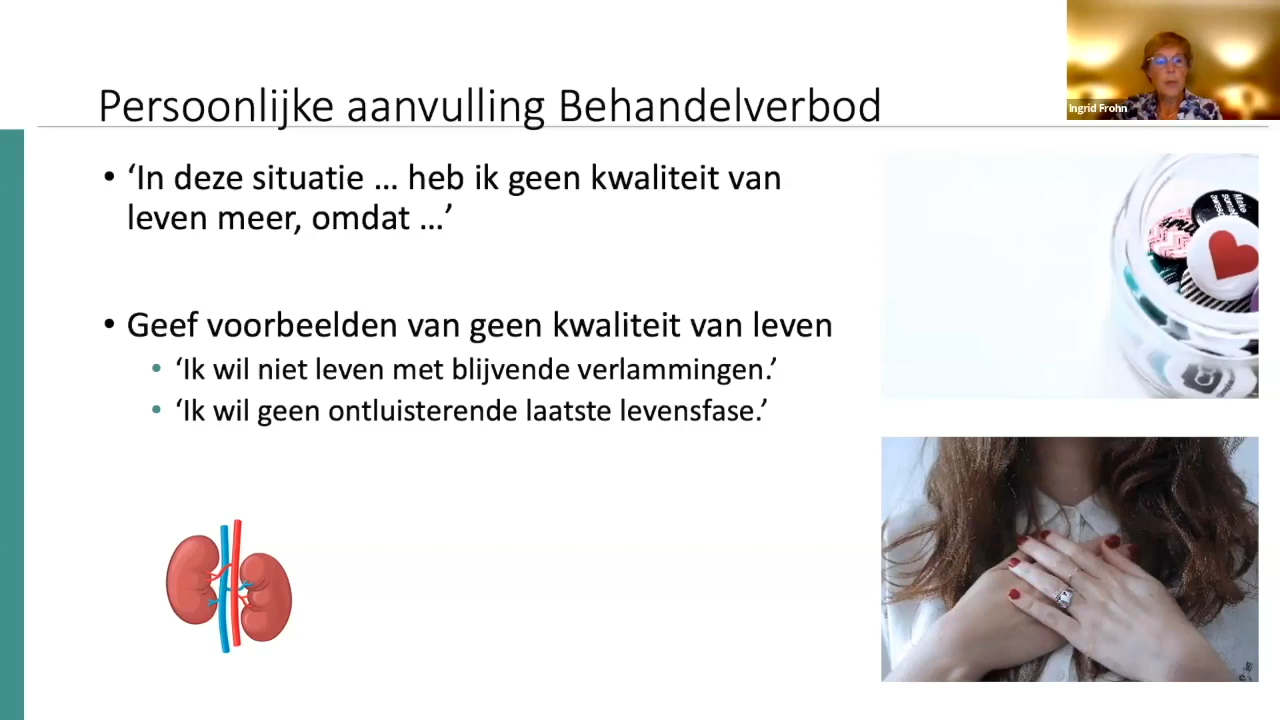 Persoonlijke aanvulling Behandelverbod
Ingrid Frohn
• ‘In deze situatie ... heb ik geen kwaliteit van
leven meer, omdat ...’
• Geef voorbeelden van geen kwaliteit van leven
• ‘Ik wil niet leven met blijvende verlammingen.’
• ‘Ik wil geen ontluisterende laatste levensfase.’
Make